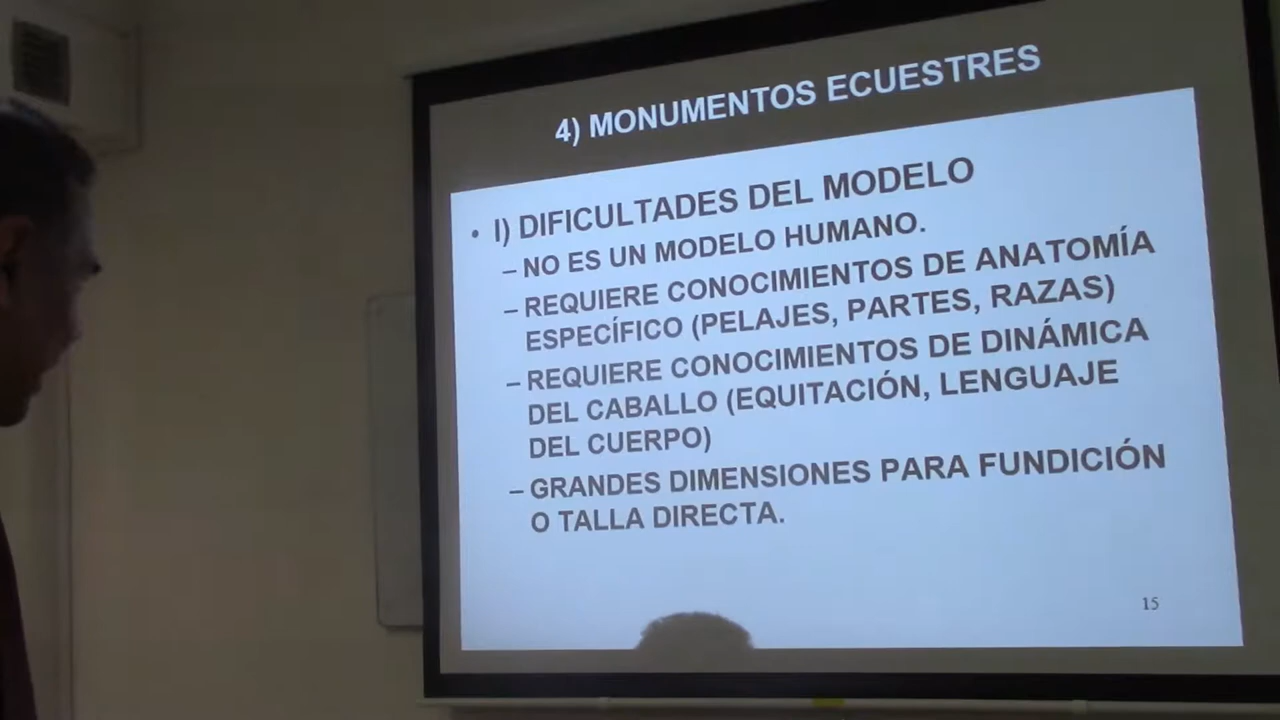 4) MONUMENTOS ECUESTRES
• I) DIFICULTADES DEL MODELO
– NO ES UN MODELO HUMANO.
– REQUIERE CONOCIMIENTOS DE ANATOMÍA
ESPECÍFICO (PELAJES, PARTES, RAZAS)
– REQUIERE CONOCIMIENTOS DE DINÁMICA
DEL CABALLO (EQUITACIÓN, LENGUAJE
DEL CUERPO)
– GRANDES DIMENSIONES PARA FUNDICIÓN
O TALLA DIRECTA.
15